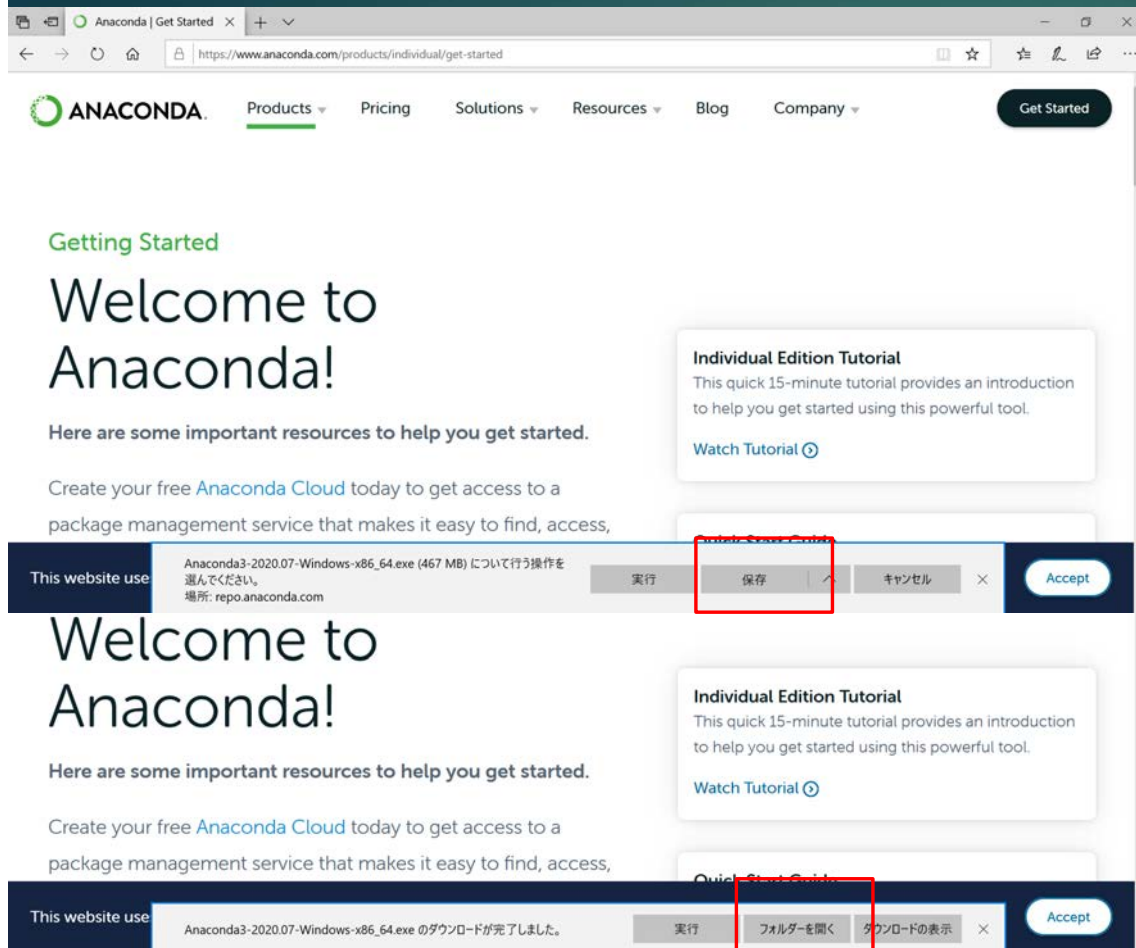 Anaconda | Get Started
https://www.anaconda.com/products/individual/get-started
ANACONDA. Products Pricing Solutions Resources Blog Company Get Started
Getting Started
Welcome to
Anaconda!
Here are some important resources to help you get started.
Create your free Anaconda Cloud today to get access to a
package management service that makes it easy to find, access,
Individual Edition Tutorial
This quick 15-minute tutorial provides an introduction
to help you get started using this powerful tool.
Watch Tutorial
Quick Start Guide
This website use
Anaconda3-2020.07-Windows-x86_64.exe (467 MB) について行う操作を
選んでください。
場所: repo.anaconda.com
実行 保存 キャンセル
Accept
Welcome to
Anaconda!
Here are some important resources to help you get started.
Create your free Anaconda Cloud today to get access to a
package management service that makes it easy to find, access,
Individual Edition Tutorial
This quick 15-minute tutorial provides an introduction
to help you get started using this powerful tool.
Watch Tutorial
Quick Start Guide
This website use
Anaconda3-2020.07-Windows-x86_64.exe のダウンロードが完了しました。
実行 フォルダーを開く ダウンロードの表示
Accept